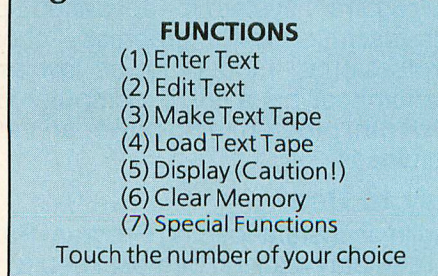 FUNCTIONS
(1) Enter Text
(2) Edit Text
(3) Make Text Tape
(4) Load Text Tape
(5) Display (Caution!)
(6) Clear Memory
(7) Special Functions
Touch the number of your choice